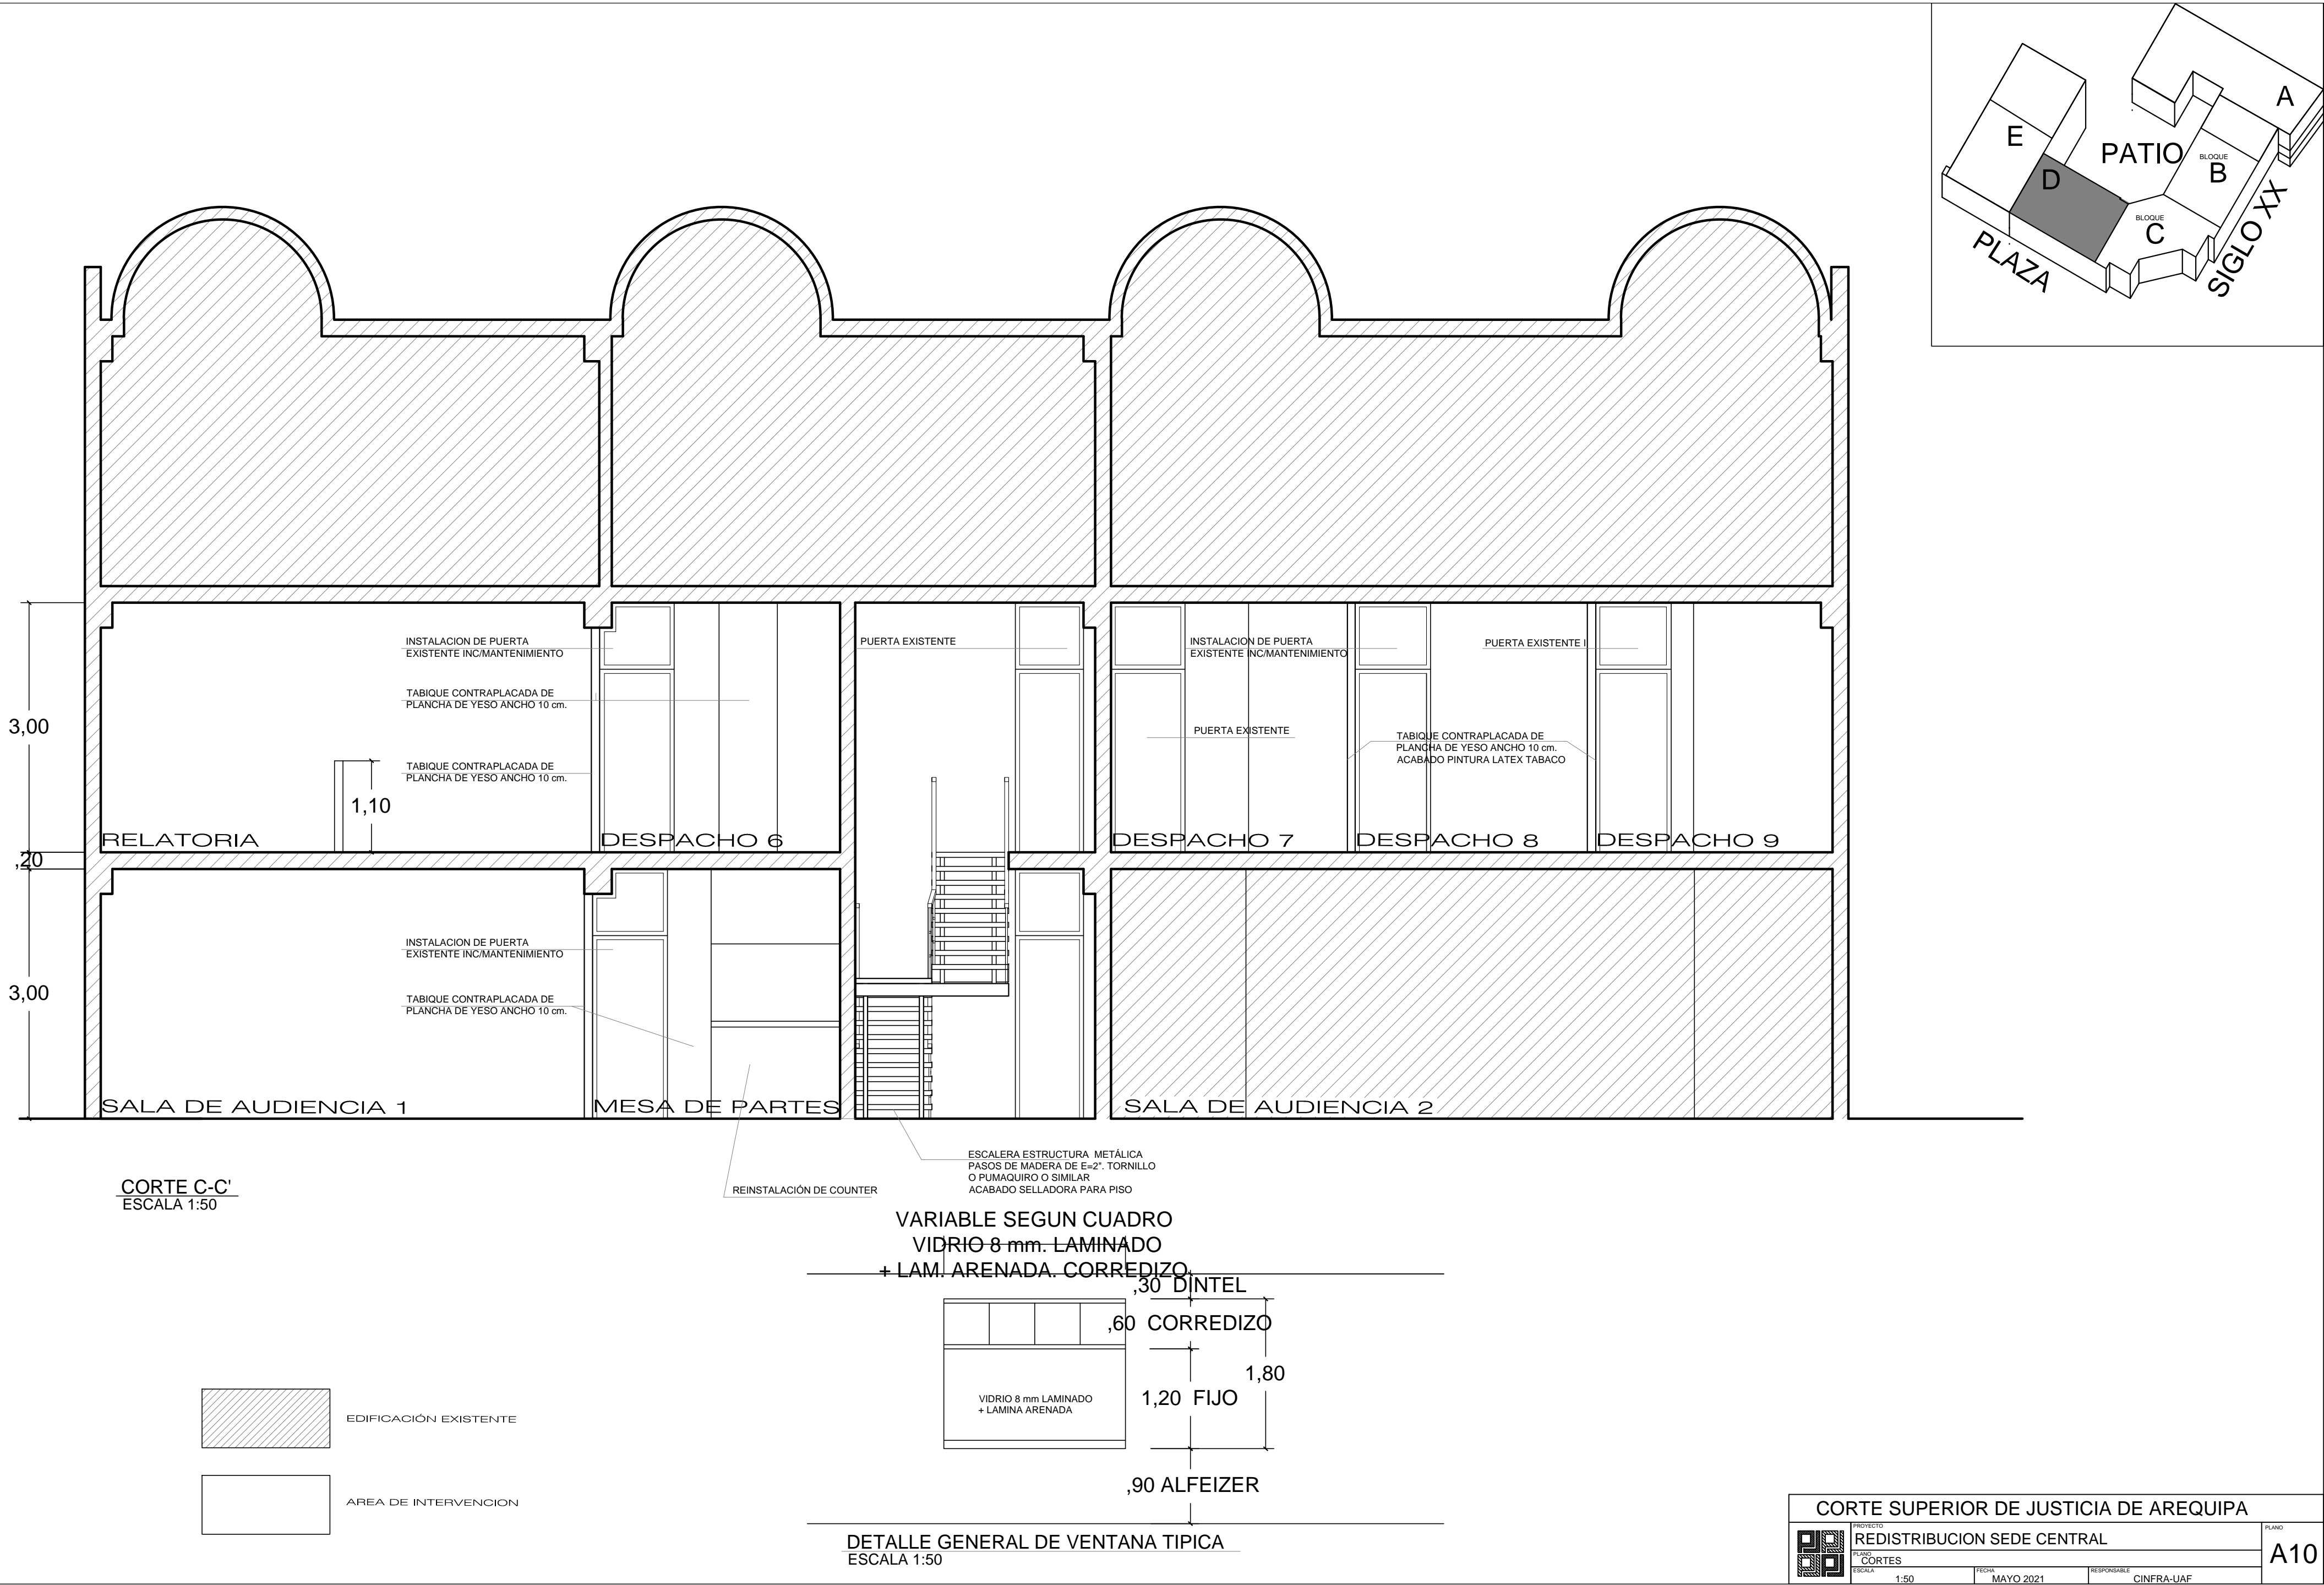 A
E
PATIO
BLOQUE
B
D
BLOQUE
C
PLAZA
SIGLO XX
INSTALACION DE PUERTA
EXISTENTE INC/MANTENIMIENTO
PUERTA EXISTENTE
INSTALACION DE PUERTA
EXISTENTE INC/MANTENIMIENTO
PUERTA EXISTENTE I
TABIQUE CONTRAPLACADA DE
PLANCHA DE YESO ANCHO 10 cm.
3,00
PUERTA EXISTENTE
TABIQUE CONTRAPLACADA DE
PLANCHA DE YESO ANCHO 10 cm.
ACABADO PINTURA LATEX TABACO
TABIQUE CONTRAPLACADA DE
PLANCHA DE YESO ANCHO 10 cm.
1,10
RELATORIA
DESPACHO 6
DESPACHO 7
DESPACHO 8
DESPACHO 9
,20
INSTALACION DE PUERTA
EXISTENTE INC/MANTENIMIENTO
3,00
TABIQUE CONTRAPLACADA DE
PLANCHA DE YESO ANCHO 10 cm.
SALA DE AUDIENCIA 1
MESA DE PARTES
SALA DE AUDIENCIA 2
ESCALERA ESTRUCTURA METÁLICA
PASOS DE MADERA DE E=2". TORNILLO
O PUMAQUIRO O SIMILAR
ACABADO SELLADORA PARA PISO
REINSTALACIÓN DE COUNTER
CORTE C-C'
ESCALA 1:50
VARIABLE SEGUN CUADRO
VIDRIO 8 mm. LAMINADO
+ LAM. ARENADA. CORREDIZO
,30 DINTEL
,60 CORREDIZO
1,80
1,20 FIJO
VIDRIO 8 mm LAMINADO
+ LAMINA ARENADA
,90 ALFEIZER
DETALLE GENERAL DE VENTANA TIPICA
ESCALA 1:50
EDIFICACIÓN EXISTENTE
AREA DE INTERVENCION
CORTE SUPERIOR DE JUSTICIA DE AREQUIPA
PROYECTO
REDISTRIBUCION SEDE CENTRAL
PLANO
CORTES
PLANO
A10
ESCALA
1:50
FECHA
MAYO 2021
RESPONSABLE
CINFRA-UAF